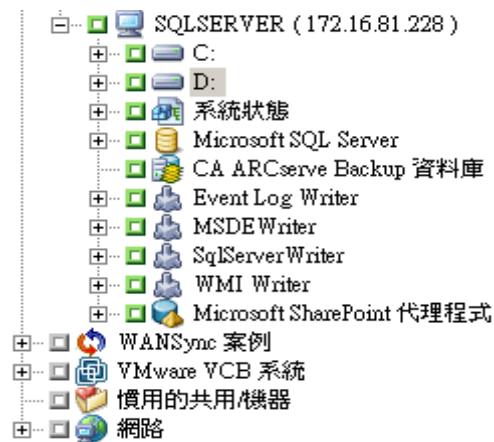 SQLSERVER ( 172.16.81.228 )
C:
D:
系統狀態
Microsoft SQL Server
CA ARCserve Backup 資料庫
Event Log Writer
MSDEWriter
SqlServerWriter
WMI Writer
Microsoft SharePoint 代理程式
WANSync 案例
VMware VCB 系統
慣用的共用/機器
網路